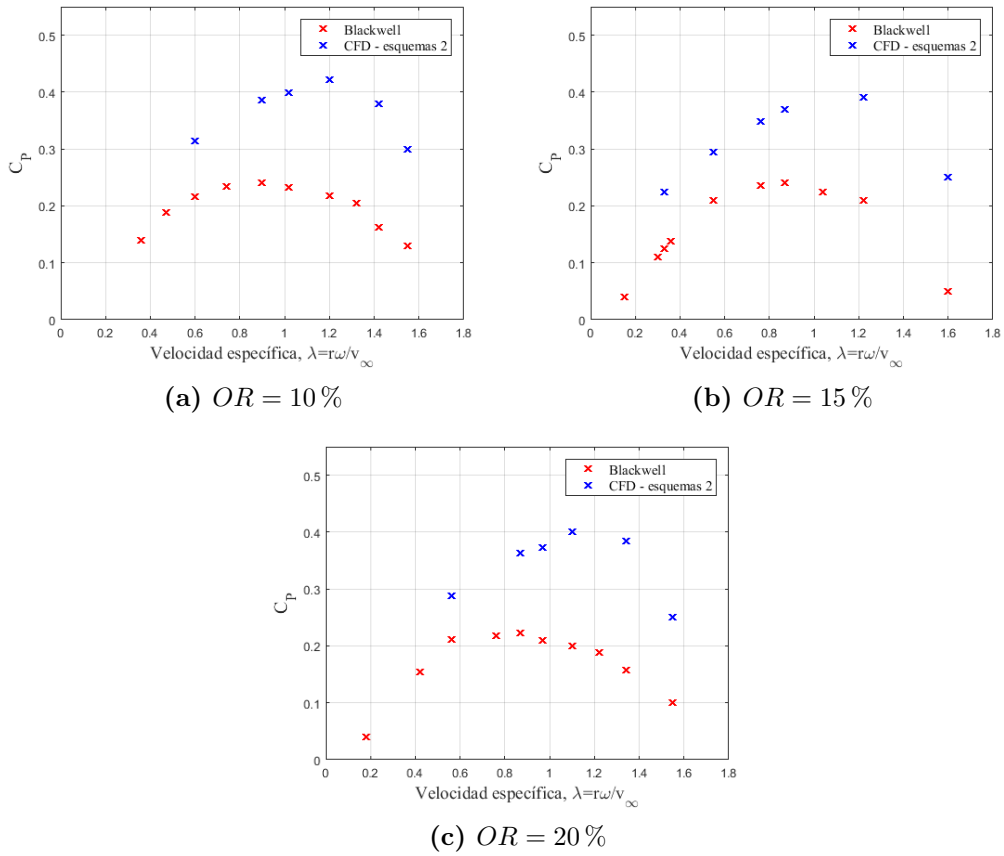 Blackwell
CFD - esquemas 2
0.5
0.4
0.3
0.2
0.1
0
C_P
0 0.2 0.4 0.6 0.8 1 1.2 1.4 1.6 1.8
Velocidad específica, λ=rω/v_∞
(a) OR = 10 %
Blackwell
CFD - esquemas 2
0.5
0.4
0.3
0.2
0.1
0
C_P
0 0.2 0.4 0.6 0.8 1 1.2 1.4 1.6 1.8
Velocidad específica, λ=rω/v_∞
(b) OR = 15 %
Blackwell
CFD - esquemas 2
0.5
0.4
0.3
0.2
0.1
0
C_P
0 0.2 0.4 0.6 0.8 1 1.2 1.4 1.6 1.8
Velocidad específica, λ=rω/v_∞
(c) OR = 20 %